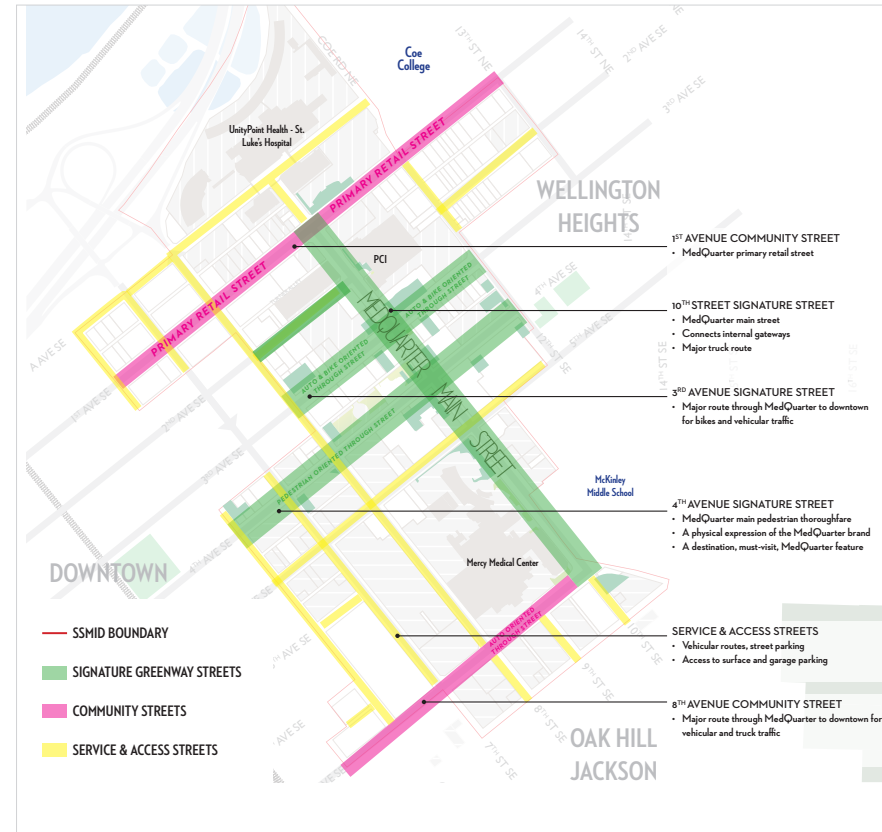 Coe
College
COE RD NE
13TH ST NE
14TH ST NE
2ND AVE SE
3RD AVE SE
UnityPoint Health - St.
Luke's Hospital
PRIMARY RETAIL STREET
WELLINGTON
HEIGHTS
14TH ST SE
PCI
1ST AVENUE COMMUNITY STREET
• MedQuarter primary retail street
AUTO & BIKE ORIENTED
THROUGH STREET
4TH AVE SE
10TH STREET SIGNATURE STREET
• MedQuarter main street
• Connects internal gateways
• Major truck route
PRIMARY RETAIL STREET
MEDQUARTER MAIN STREET
5TH AVE SE
12TH ST SE
A AVE SE
AUTO & BIKE ORIENTED
THROUGH STREET
14TH ST SE
1ST AVE SE
2ND AVE SE
3RD AVENUE SIGNATURE STREET
• Major route through MedQuarter to downtown
for bikes and vehicular traffic
3RD AVE SE
PEDESTRIAN ORIENTED THROUGH STREET
McKinley
Middle School
4TH AVENUE SIGNATURE STREET
• MedQuarter main pedestrian thoroughfare
• A physical expression of the MedQuarter brand
• A destination, must-visit, MedQuarter feature
4TH AVE SE
DOWNTOWN
Mercy Medical Center
AUTO ORIENTED
THROUGH STREET
10TH ST SE
SERVICE & ACCESS STREETS
• Vehicular routes, street parking
• Access to surface and garage parking
9TH ST SE
8TH ST SE
7TH ST SE
8TH AVENUE COMMUNITY STREET
• Major route through MedQuarter to downtown for
vehicular and truck traffic
OAK HILL
JACKSON
SSMID BOUNDARY
SIGNATURE GREENWAY STREETS
COMMUNITY STREETS
SERVICE & ACCESS STREETS